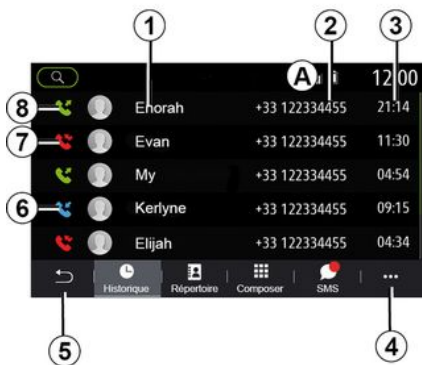 1
2
3
A
12:00
8
Enorah
+33 122334455
21:14
7
Evan
+33 122334455
11:30
My
+33 122334455
04:54
6
Kerlyne
+33 122334455
09:15
Elijah
+33 122334455
04:34
Historique
Répertoire
Composer
SMS
...
5
4